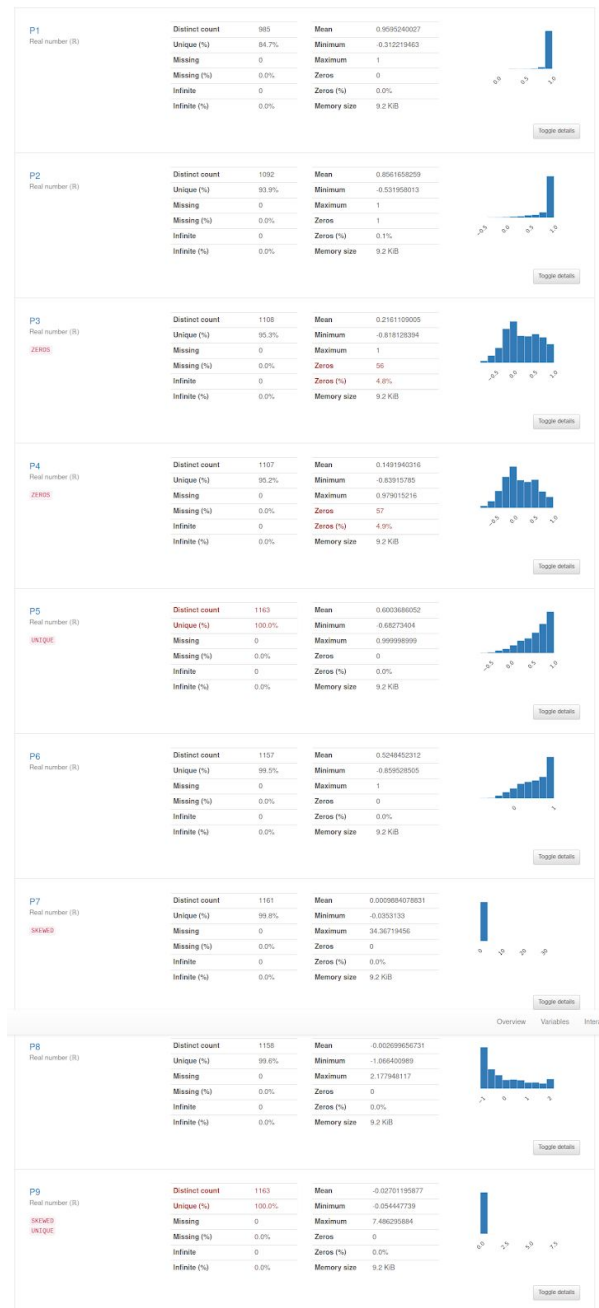 P1
Real number (ℝ)
Distinct count 985 Mean 0.9595240027
Unique (%) 84.7% Minimum -0.312219463
Missing 0 Maximum 1
Missing (%) 0.0% Zeros 0
Infinite 0 Zeros (%) 0.0%
Infinite (%) 0.0% Memory size 9.2 KiB
0.0 0.5 1.0
Toggle details
P2
Real number (ℝ)
Distinct count 1092 Mean 0.8561658259
Unique (%) 93.9% Minimum -0.531958013
Missing 0 Maximum 1
Missing (%) 0.0% Zeros 1
Infinite 0 Zeros (%) 0.1%
Infinite (%) 0.0% Memory size 9.2 KiB
-0.5 0.0 0.5 1.0
Toggle details
P3
Real number (ℝ)
ZEROS
Distinct count 1108 Mean 0.2161109005
Unique (%) 95.3% Minimum -0.818128394
Missing 0 Maximum 1
Missing (%) 0.0% Zeros 56
Infinite 0 Zeros (%) 4.8%
Infinite (%) 0.0% Memory size 9.2 KiB
-0.5 0.0 0.5 1.0
Toggle details
P4
Real number (ℝ)
ZEROS
Distinct count 1107 Mean 0.1491940316
Unique (%) 95.2% Minimum -0.83915785
Missing 0 Maximum 0.979015216
Missing (%) 0.0% Zeros 57
Infinite 0 Zeros (%) 4.9%
Infinite (%) 0.0% Memory size 9.2 KiB
-0.5 0.0 0.5 1.0
Toggle details
P5
Real number (ℝ)
UNIQUE
Distinct count 1163 Mean 0.6003686052
Unique (%) 100.0% Minimum -0.68273404
Missing 0 Maximum 0.999998999
Missing (%) 0.0% Zeros 0
Infinite 0 Zeros (%) 0.0%
Infinite (%) 0.0% Memory size 9.2 KiB
-0.5 0.0 0.5 1.0
Toggle details
P6
Real number (ℝ)
Distinct count 1157 Mean 0.5248452312
Unique (%) 99.5% Minimum -0.859528505
Missing 0 Maximum 1
Missing (%) 0.0% Zeros 0
Infinite 0 Zeros (%) 0.0%
Infinite (%) 0.0% Memory size 9.2 KiB
0 1
Toggle details
P7
Real number (ℝ)
SKEWED
Distinct count 1161 Mean 0.0009884078831
Unique (%) 99.8% Minimum -0.0353133
Missing 0 Maximum 34.36719456
Missing (%) 0.0% Zeros 0
Infinite 0 Zeros (%) 0.0%
Infinite (%) 0.0% Memory size 9.2 KiB
0 10 20 30
Toggle details
Overview Variables Intera
P8
Real number (ℝ)
Distinct count 1158 Mean -0.002699656731
Unique (%) 99.6% Minimum -1.066400989
Missing 0 Maximum 2.177948117
Missing (%) 0.0% Zeros 0
Infinite 0 Zeros (%) 0.0%
Infinite (%) 0.0% Memory size 9.2 KiB
-1 0 1 2
Toggle details
P9
Real number (ℝ)
SKEWED
UNIQUE
Distinct count 1163 Mean -0.02701195877
Unique (%) 100.0% Minimum -0.054447739
Missing 0 Maximum 7.486295884
Missing (%) 0.0% Zeros 0
Infinite 0 Zeros (%) 0.0%
Infinite (%) 0.0% Memory size 9.2 KiB
0.0 2.5 5.0 7.5
Toggle details